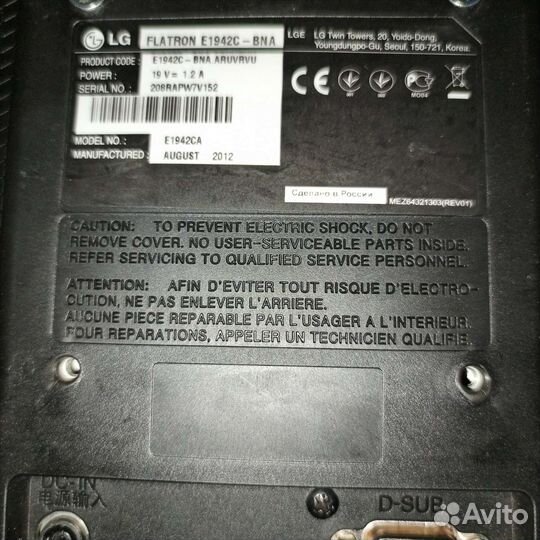 LG FLATRON E1942C-BNA
LGE LG Twin Towers, 20, Yoido-Dong,
Youngdungpo-Gu, Seoul, 150-721, Korea.
PRODUCT CODE: E1942C-BNA.ARUVRVU
POWER: 19 V⎓ 1.2 A
SERIAL NO.: 208RAPW7V152
MODEL NO.: E1942CA
MANUFACTURED: AUGUST 2012
CE
Сделано в России
MEZ64321303(REV01)
CAUTION: TO PREVENT ELECTRIC SHOCK, DO NOT
REMOVE COVER. NO USER-SERVICEABLE PARTS INSIDE.
REFER SERVICING TO QUALIFIED SERVICE PERSONNEL.
ATTENTION: AFIN D'EVITER TOUT RISQUE D'ELECTRO-
CUTION, NE PAS ENLEVER L'ARRIERE.
AUCUNE PIECE REPARABLE PAR L'USAGER A L'INTERIEUR.
POUR REPARATIONS, APPELER UN TECHNICIEN QUALIFIE.
DC-IN
电源输入
D-SUB
Avito